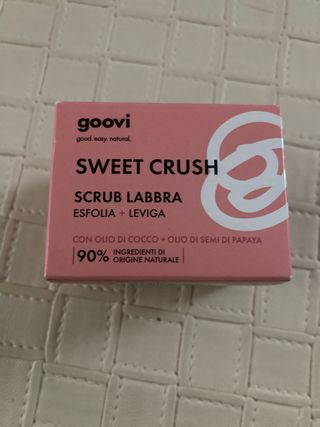 goovi
good. easy. natural.
SWEET CRUSH
SCRUB LABBRA
ESFOLIA + LEVIGA
CON OLIO DI COCCO + OLIO DI SEMI DI PAPAYA
90% INGREDIENTI DI
ORIGINE NATURALE